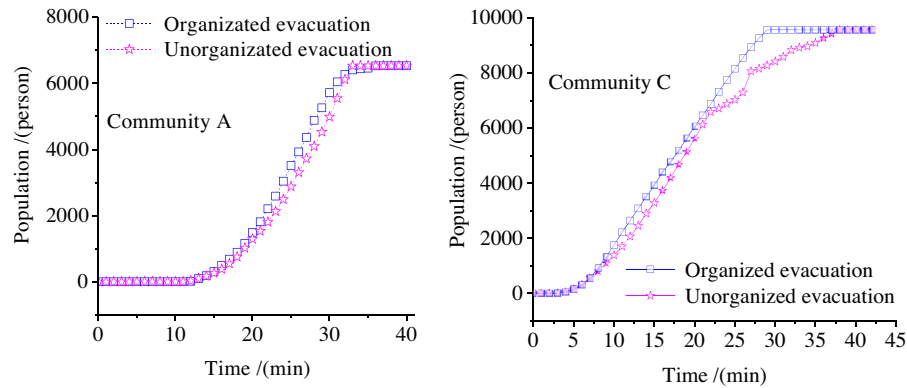 Organizated evacuation
Unorganizated evacuation
8000
6000
4000
2000
0
Population /(person)
Community A
0
10
20
30
40
Time /(min)
10000
8000
6000
4000
2000
0
Population /(person)
Community C
Organized evacuation
Unorganized evacuation
0
5
10
15
20
25
30
35
40
45
Time /(min)